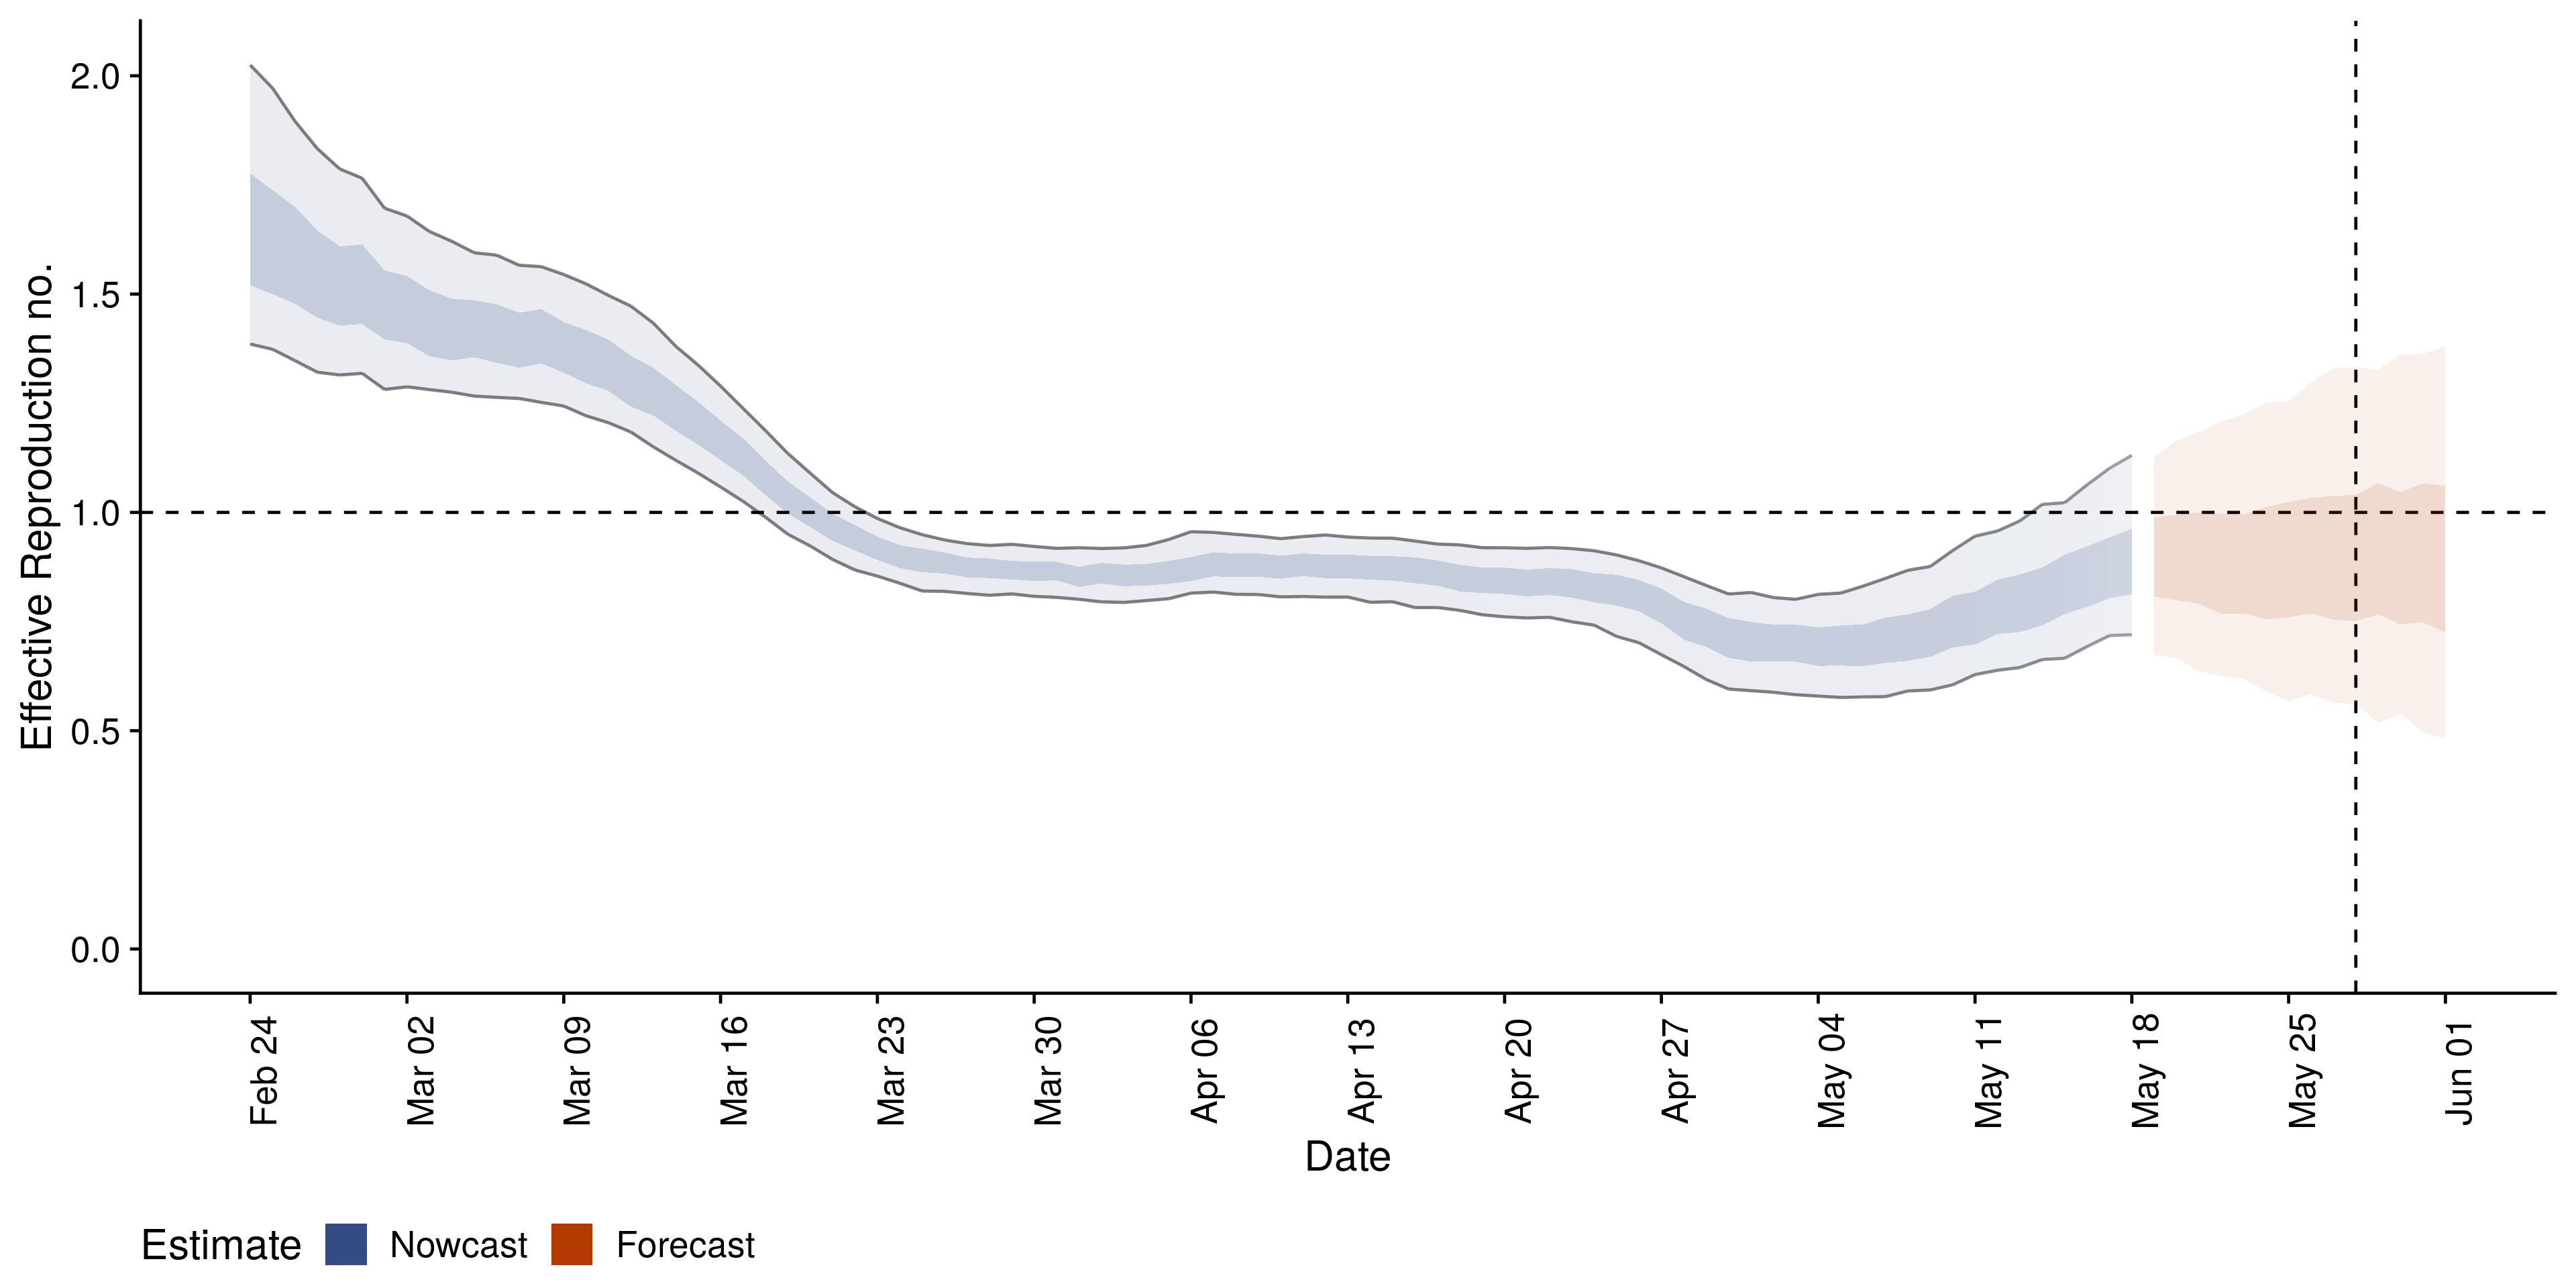 Effective Reproduction no.
2.0
1.5
1.0
0.5
0.0
Feb 24
Mar 02
Mar 09
Mar 16
Mar 23
Mar 30
Apr 06
Apr 13
Apr 20
Apr 27
May 04
May 11
May 18
May 25
Jun 01
Date
Estimate Nowcast Forecast